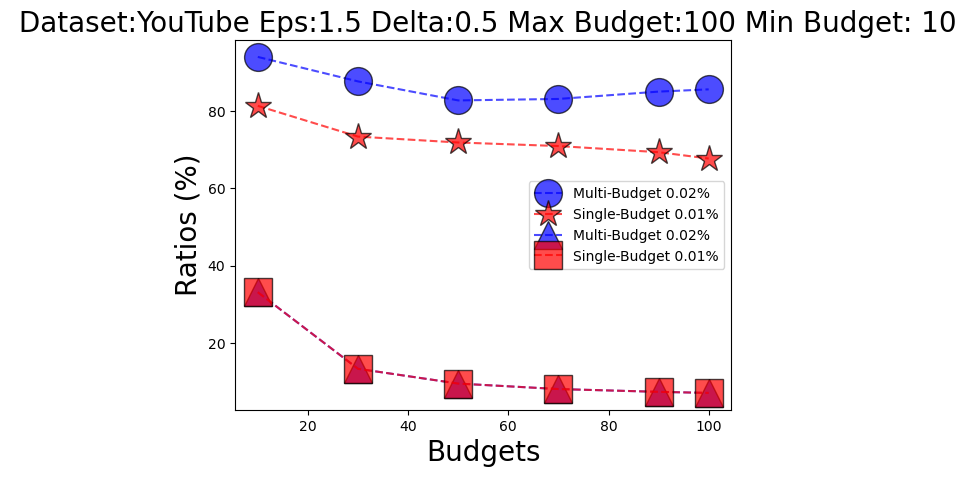 Dataset:YouTube Eps:1.5 Delta:0.5 Max Budget:100 Min Budget: 10
Ratios (%)
80
60
40
20
Multi-Budget 0.02%
Single-Budget 0.01%
Multi-Budget 0.02%
Single-Budget 0.01%
20 40 60 80 100
Budgets